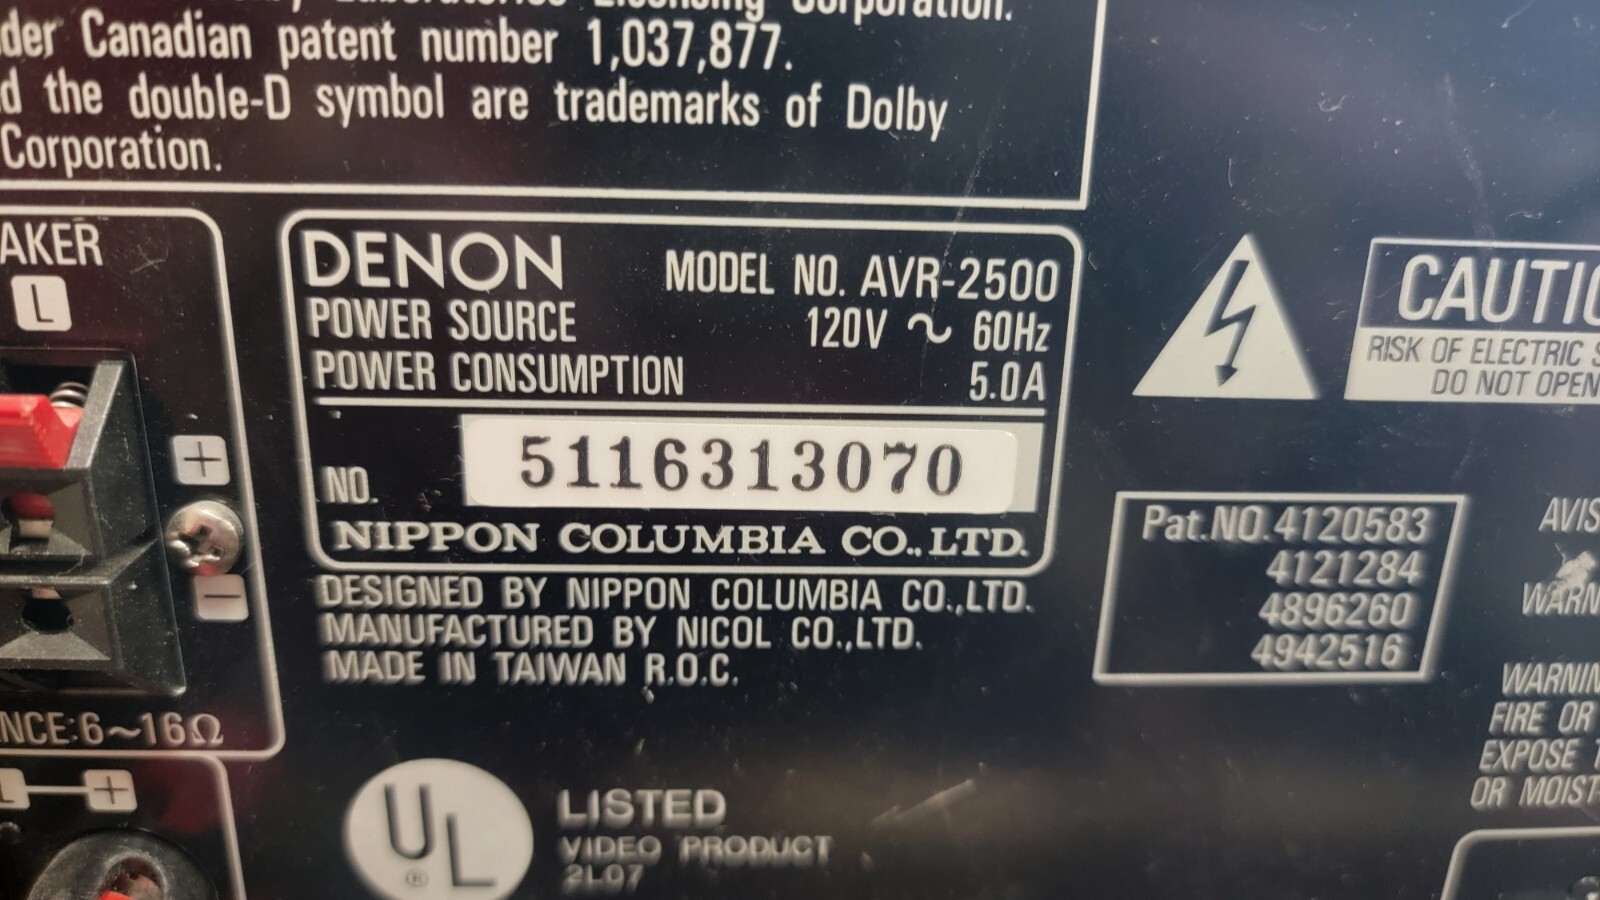 Laboratories Licensing Corporation.
der Canadian patent number 1,037,877.
d the double-D symbol are trademarks of Dolby
Corporation.
AKER
L
+
−
NCE:6~16Ω
L +
DENON MODEL NO. AVR-2500
POWER SOURCE 120V ~ 60Hz
POWER CONSUMPTION 5.0A
NO. 5116313070
NIPPON COLUMBIA CO., LTD.
DESIGNED BY NIPPON COLUMBIA CO.,LTD.
MANUFACTURED BY NICOL CO.,LTD.
MADE IN TAIWAN R.O.C.
UL ®
LISTED
VIDEO PRODUCT
2L07
CAUTIO
RISK OF ELECTRIC S
DO NOT OPEN
Pat.NO.4120583
4121284
4896260
4942516
AVIS
WARN
WARNIN
FIRE OR
EXPOSE T
OR MOIST